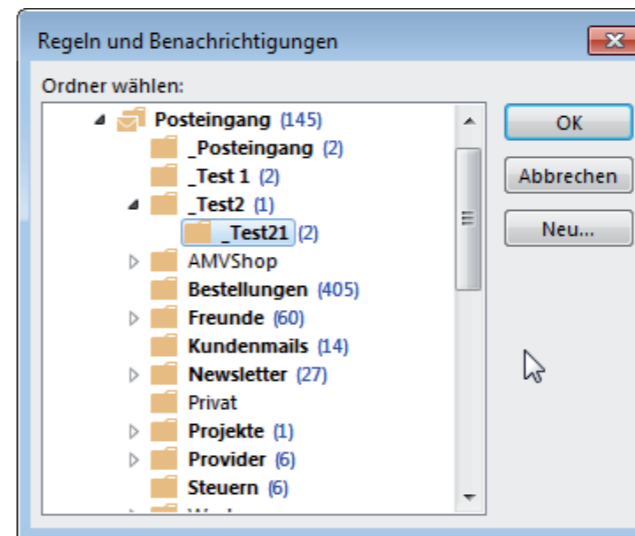 Regeln und Benachrichtigungen
Ordner wählen:
Posteingang (145)
_Posteingang (2)
_Test 1 (2)
_Test2 (1)
_Test21 (2)
AMVShop
Bestellungen (405)
Freunde (60)
Kundenmails (14)
Newsletter (27)
Privat
Projekte (1)
Provider (6)
Steuern (6)
OK
Abbrechen
Neu...